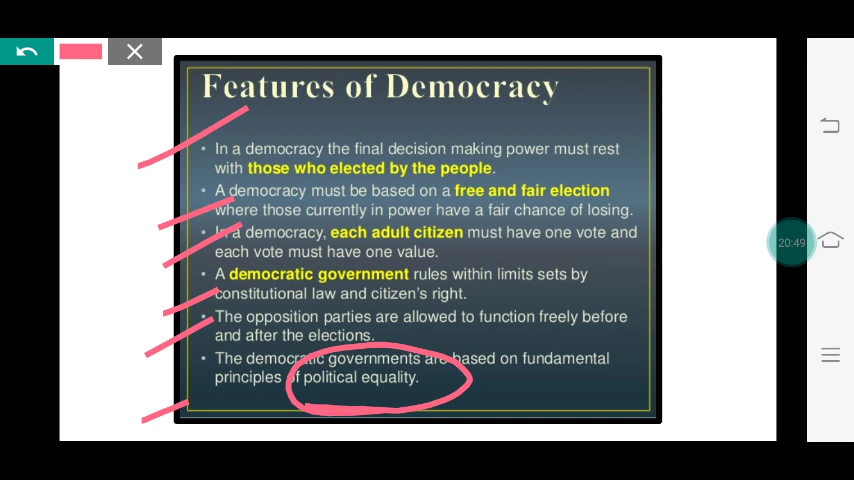 Features of Democracy
• In a democracy the final decision making power must rest
with those who elected by the people.
• A democracy must be based on a free and fair election
where those currently in power have a fair chance of losing.
• In a democracy, each adult citizen must have one vote and
each vote must have one value.
• A democratic government rules within limits sets by
constitutional law and citizen's right.
• The opposition parties are allowed to function freely before
and after the elections.
• The democratic governments are based on fundamental
principles of political equality.
20:49